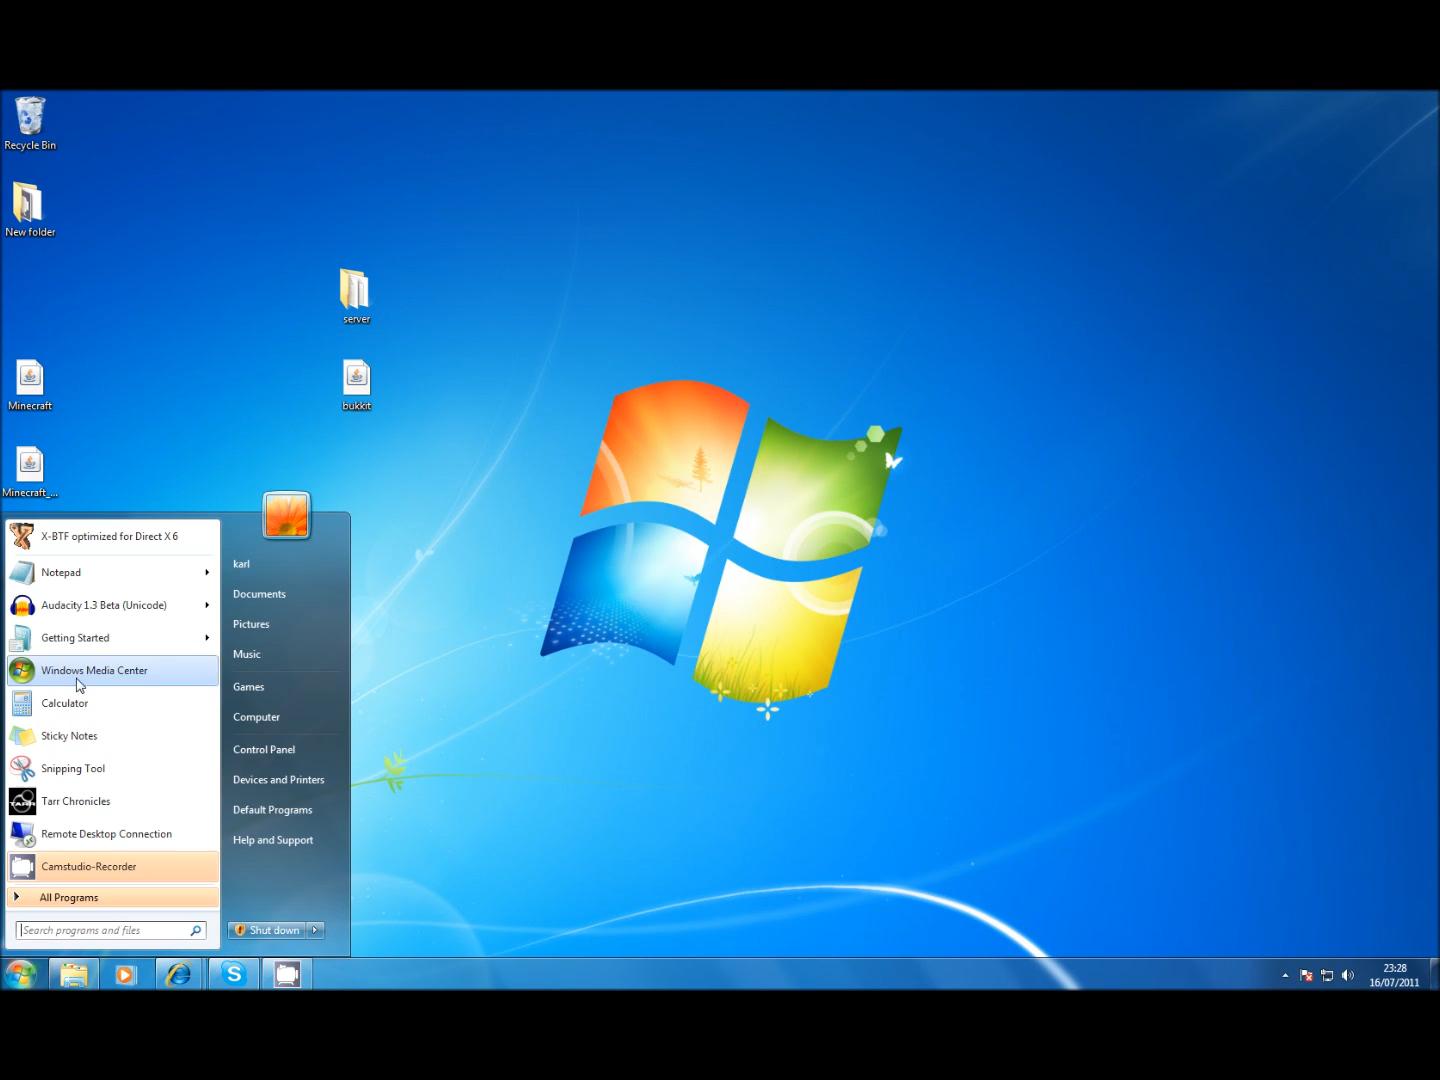 Recycle Bin
New folder
server
Minecraft
bukkit
Minecraft_...
X-BTF optimized for Direct X 6
Notepad
Audacity 1.3 Beta (Unicode)
Getting Started
Windows Media Center
Calculator
Sticky Notes
Snipping Tool
Tarr Chronicles
Remote Desktop Connection
Camstudio-Recorder
All Programs
Search programs and files
karl
Documents
Pictures
Music
Games
Computer
Control Panel
Devices and Printers
Default Programs
Help and Support
Shut down
23:28
16/07/2011